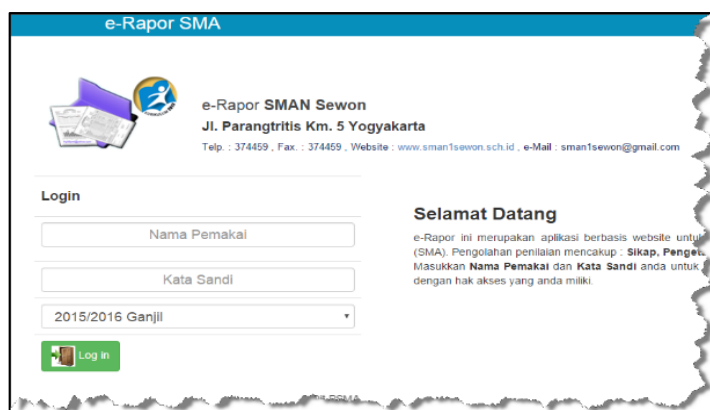 e-Rapor SMA
e-Rapor SMAN Sewon
Jl. Parangtritis Km. 5 Yogyakarta
Telp. : 374459 , Fax. : 374459 , Website : www.sman1sewon.sch.id , e-Mail : sman1sewon@gmail.com
Login
Nama Pemakai
Kata Sandi
2015/2016 Ganjil
Log in
Selamat Datang
e-Rapor ini merupakan aplikasi berbasis website untuk
(SMA). Pengolahan penilaian mencakup : Sikap,
Masukkan Nama Pemakai dan Kata Sandi anda untuk
dengan hak akses yang anda miliki.